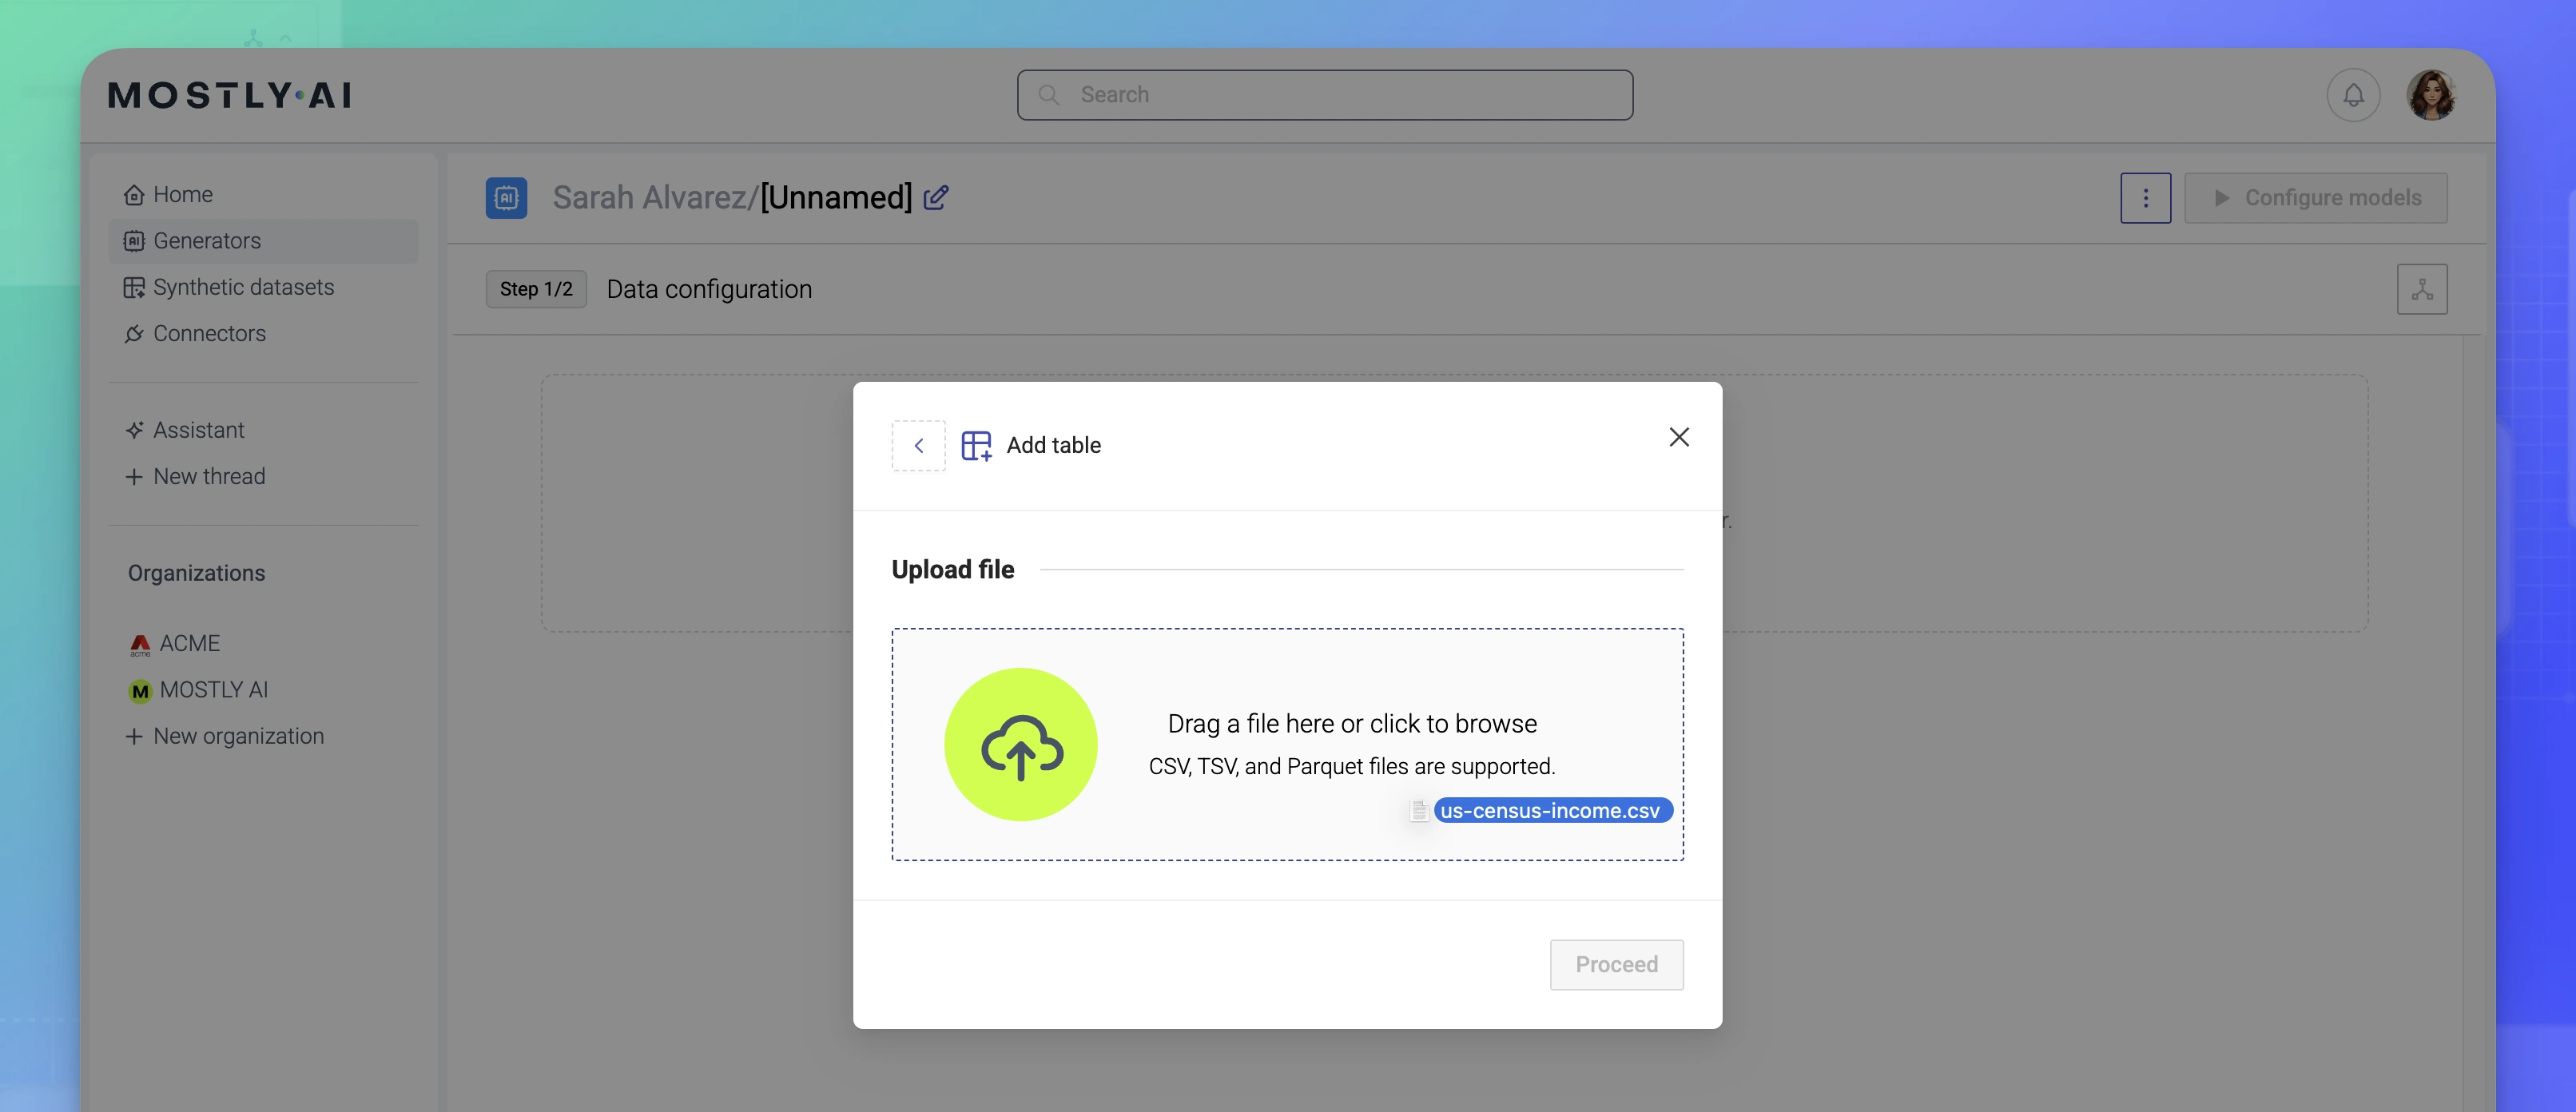 MOSTLY·AI
Search
Home
Generators
Synthetic datasets
Connectors
Assistant
New thread
Organizations
acme ACME
M MOSTLY AI
New organization
AI Sarah Alvarez/[Unnamed]
Configure models
Step 1/2 Data configuration
r.
Add table
Upload file
Drag a file here or click to browse
CSV, TSV, and Parquet files are supported.
us-census-income.csv
Proceed